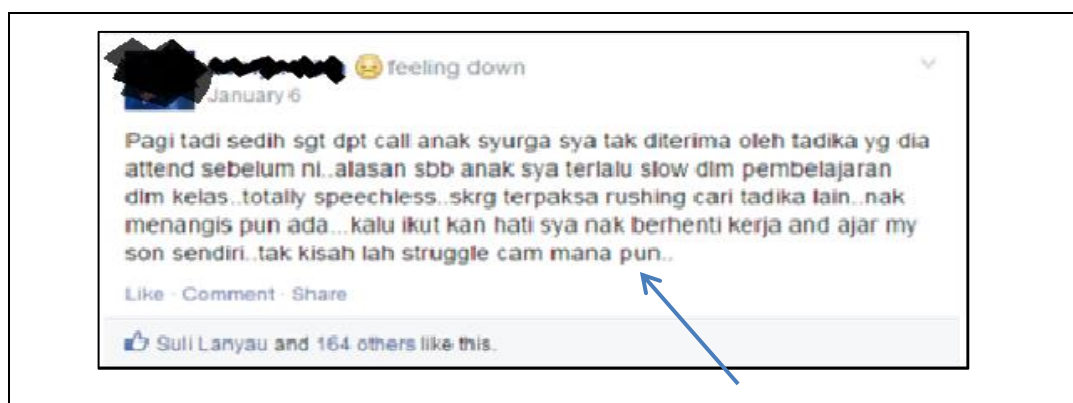 feeling down
January 6
Pagi tadi sedih sgt dpt call anak syurga sya tak diterima oleh tadika yg dia
attend sebelum ni..alasan sbb anak sya terlalu slow dlm pembelajaran
dlm kelas..totally speechless..skrg terpaksa rushing cari tadika lain..nak
menangis pun ada...kalu ikut kan hati sya nak berhenti kerja and ajar my
son sendiri..tak kisah lah struggle cam mana pun..
Like · Comment · Share
Suli Lanyau and 164 others like this.